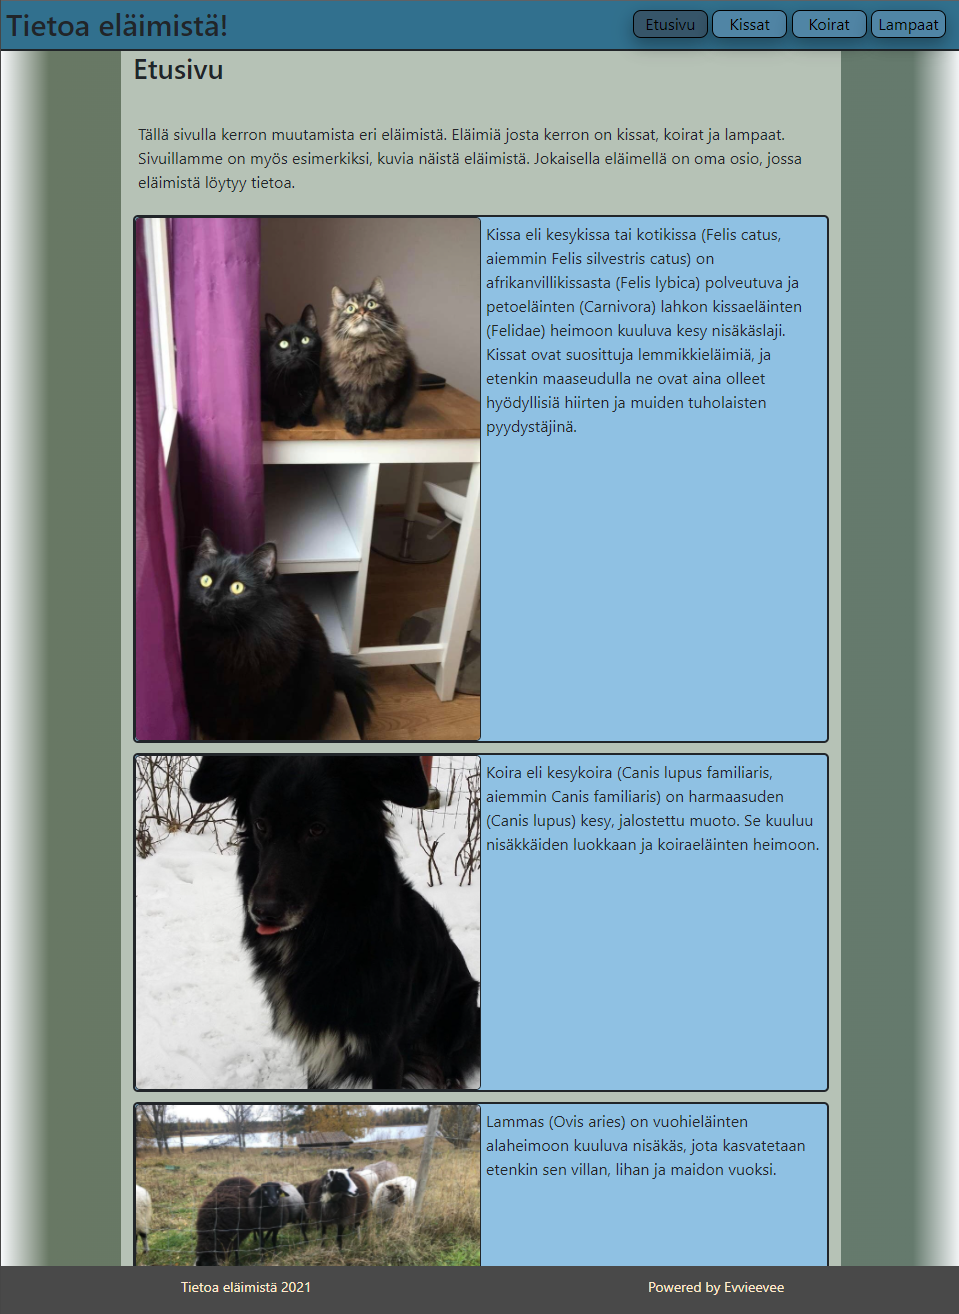 Tietoa eläimistä!
Etusivu
Kissat
Koirat
Lampaat
Etusivu
Tällä sivulla kerron muutamista eri eläimistä. Eläimiä josta kerron on kissat, koirat ja lampaat.
Sivuillamme on myös esimerkiksi, kuvia näistä eläimistä. Jokaisella eläimellä on oma osio, jossa
eläimistä löytyy tietoa.
Kissa eli kesykissa tai kotikissa (Felis catus,
aiemmin Felis silvestris catus) on
afrikanvillikissasta (Felis lybica) polveutuva ja
petoeläinten (Carnivora) lahkon kissaeläinten
(Felidae) heimoon kuuluva kesy nisäkäslaji.
Kissat ovat suosittuja lemmikkieläimiä, ja
etenkin maaseudulla ne ovat aina olleet
hyödyllisiä hiirten ja muiden tuholaisten
pyydystäjinä.
Koira eli kesykoira (Canis lupus familiaris,
aiemmin Canis familiaris) on harmaasuden
(Canis lupus) kesy, jalostettu muoto. Se kuuluu
nisäkkäiden luokkaan ja koiraeläinten heimoon.
Lammas (Ovis aries) on vuohieläinten
alaheimoon kuuluva nisäkäs, jota kasvatetaan
etenkin sen villan, lihan ja maidon vuoksi.
Tietoa eläimistä 2021
Powered by Evvieevee